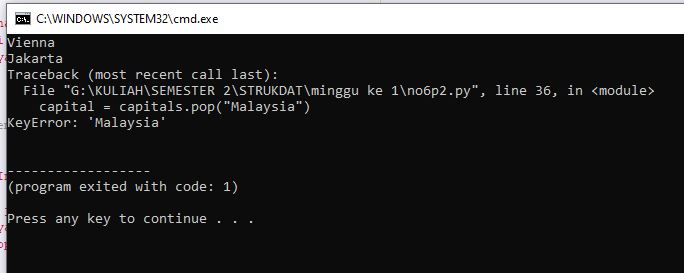 C:\WINDOWS\SYSTEM32\cmd.exe
Vienna
Jakarta
Traceback (most recent call last):
  File "G:\KULIAH\SEMESTER 2\STRUKDAT\minggu ke 1\no6p2.py", line 36, in <module>
    capital = capitals.pop("Malaysia")
KeyError: 'Malaysia'
------------------
(program exited with code: 1)
Press any key to continue . . .